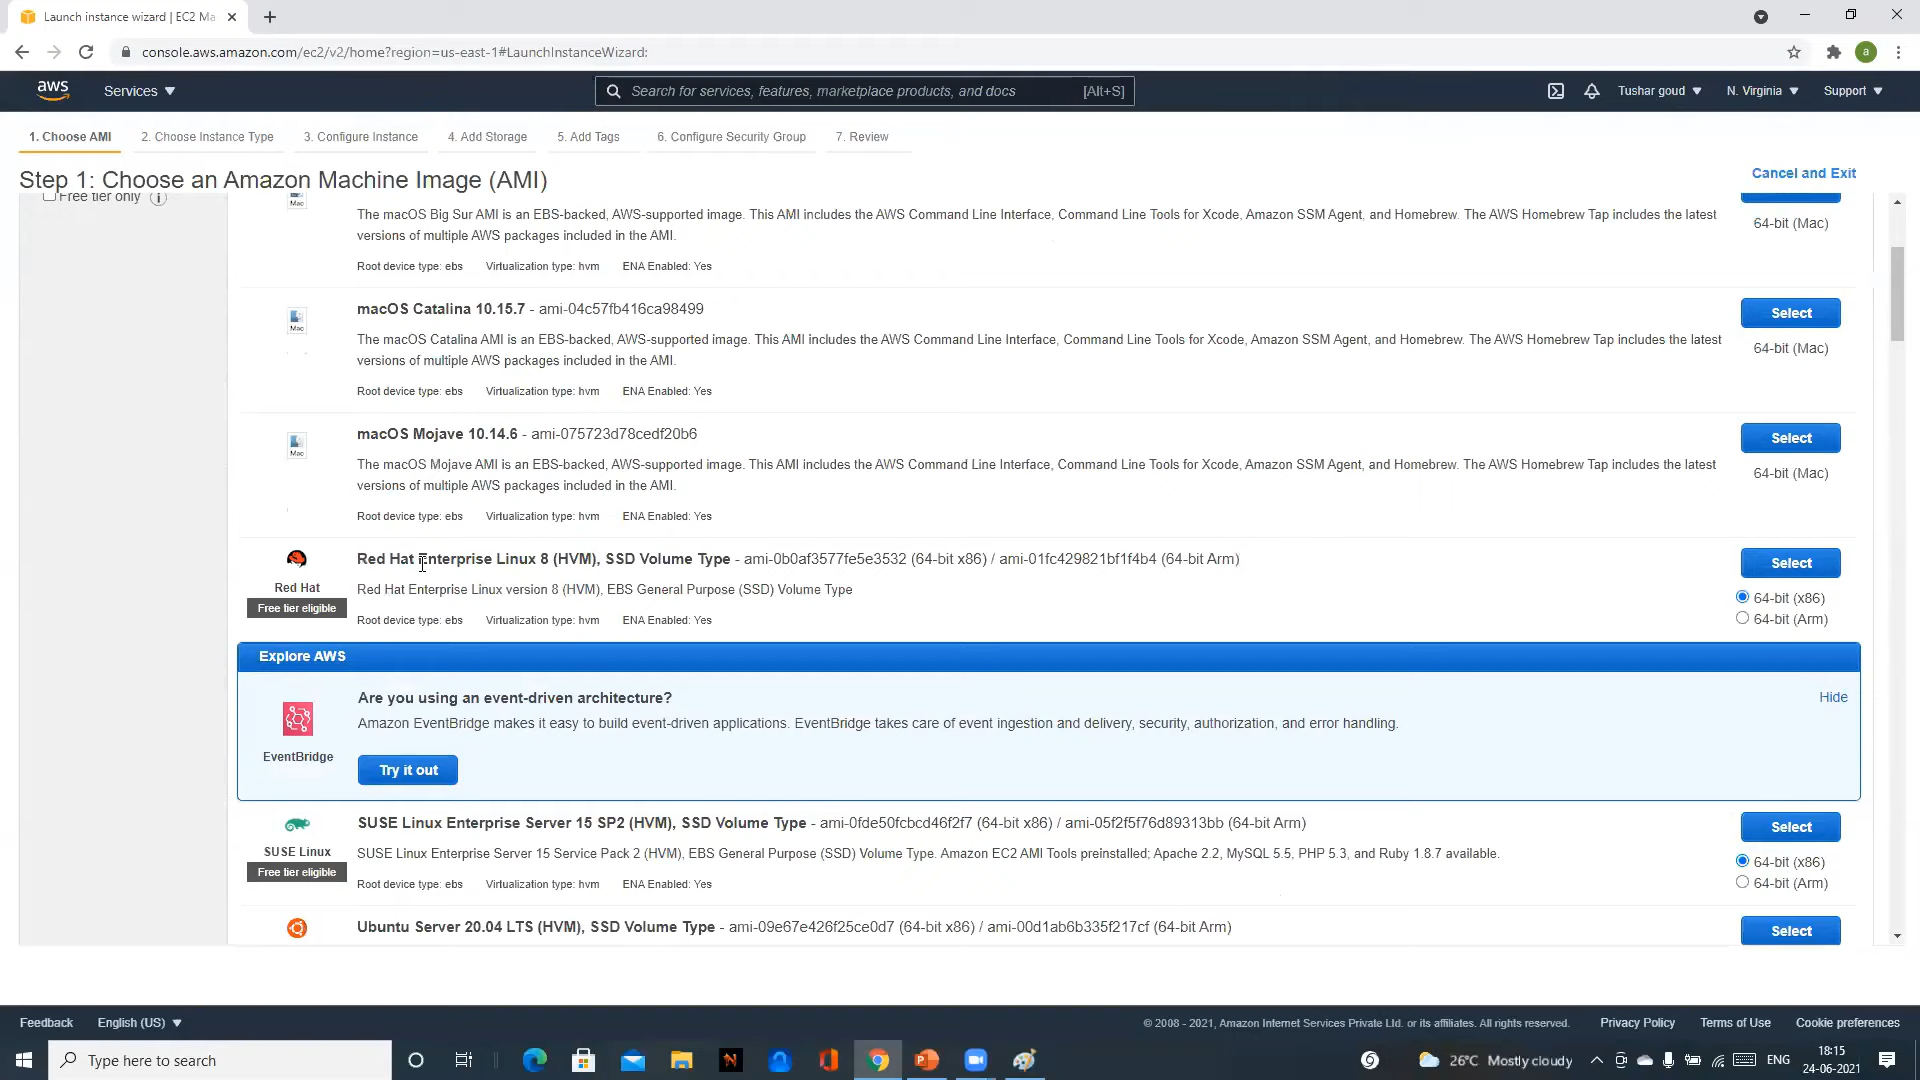 Launch instance wizard | EC2 Ma
console.aws.amazon.com/ec2/v2/home?region=us-east-1#LaunchInstanceWizard:
a
aws
Services
Search for services, features, marketplace products, and docs
[Alt+S]
Tushar goud
N. Virginia
Support
1. Choose AMI
2. Choose Instance Type
3. Configure Instance
4. Add Storage
5. Add Tags
6. Configure Security Group
7. Review
Step 1: Choose an Amazon Machine Image (AMI)
Cancel and Exit
Free tier only
Mac
The macOS Big Sur AMI is an EBS-backed, AWS-supported image. This AMI includes the AWS Command Line Interface, Command Line Tools for Xcode, Amazon SSM Agent, and Homebrew. The AWS Homebrew Tap includes the latest
versions of multiple AWS packages included in the AMI.
64-bit (Mac)
Root device type: ebs Virtualization type: hvm ENA Enabled: Yes
Mac
macOS Catalina 10.15.7 - ami-04c57fb416ca98499
Select
The macOS Catalina AMI is an EBS-backed, AWS-supported image. This AMI includes the AWS Command Line Interface, Command Line Tools for Xcode, Amazon SSM Agent, and Homebrew. The AWS Homebrew Tap includes the latest
versions of multiple AWS packages included in the AMI.
64-bit (Mac)
Root device type: ebs Virtualization type: hvm ENA Enabled: Yes
Mac
macOS Mojave 10.14.6 - ami-075723d78cedf20b6
Select
The macOS Mojave AMI is an EBS-backed, AWS-supported image. This AMI includes the AWS Command Line Interface, Command Line Tools for Xcode, Amazon SSM Agent, and Homebrew. The AWS Homebrew Tap includes the latest
versions of multiple AWS packages included in the AMI.
64-bit (Mac)
Root device type: ebs Virtualization type: hvm ENA Enabled: Yes
Red Hat
Free tier eligible
Red Hat Enterprise Linux 8 (HVM), SSD Volume Type - ami-0b0af3577fe5e3532 (64-bit x86) / ami-01fc429821bf1f4b4 (64-bit Arm)
Select
Red Hat Enterprise Linux version 8 (HVM), EBS General Purpose (SSD) Volume Type
64-bit (x86)
64-bit (Arm)
Root device type: ebs Virtualization type: hvm ENA Enabled: Yes
Explore AWS
EventBridge
Are you using an event-driven architecture?
Hide
Amazon EventBridge makes it easy to build event-driven applications. EventBridge takes care of event ingestion and delivery, security, authorization, and error handling.
Try it out
SUSE Linux
Free tier eligible
SUSE Linux Enterprise Server 15 SP2 (HVM), SSD Volume Type - ami-0fde50fcbcd46f2f7 (64-bit x86) / ami-05f2f5f76d89313bb (64-bit Arm)
Select
SUSE Linux Enterprise Server 15 Service Pack 2 (HVM), EBS General Purpose (SSD) Volume Type. Amazon EC2 AMI Tools preinstalled; Apache 2.2, MySQL 5.5, PHP 5.3, and Ruby 1.8.7 available.
64-bit (x86)
64-bit (Arm)
Root device type: ebs Virtualization type: hvm ENA Enabled: Yes
Ubuntu Server 20.04 LTS (HVM), SSD Volume Type - ami-09e67e426f25ce0d7 (64-bit x86) / ami-00d1ab6b335f217cf (64-bit Arm)
Select
Feedback
English (US)
© 2008 - 2021, Amazon Internet Services Private Ltd. or its affiliates. All rights reserved.
Privacy Policy
Terms of Use
Cookie preferences
Type here to search
26°C Mostly cloudy
ENG
18:15
24-06-2021